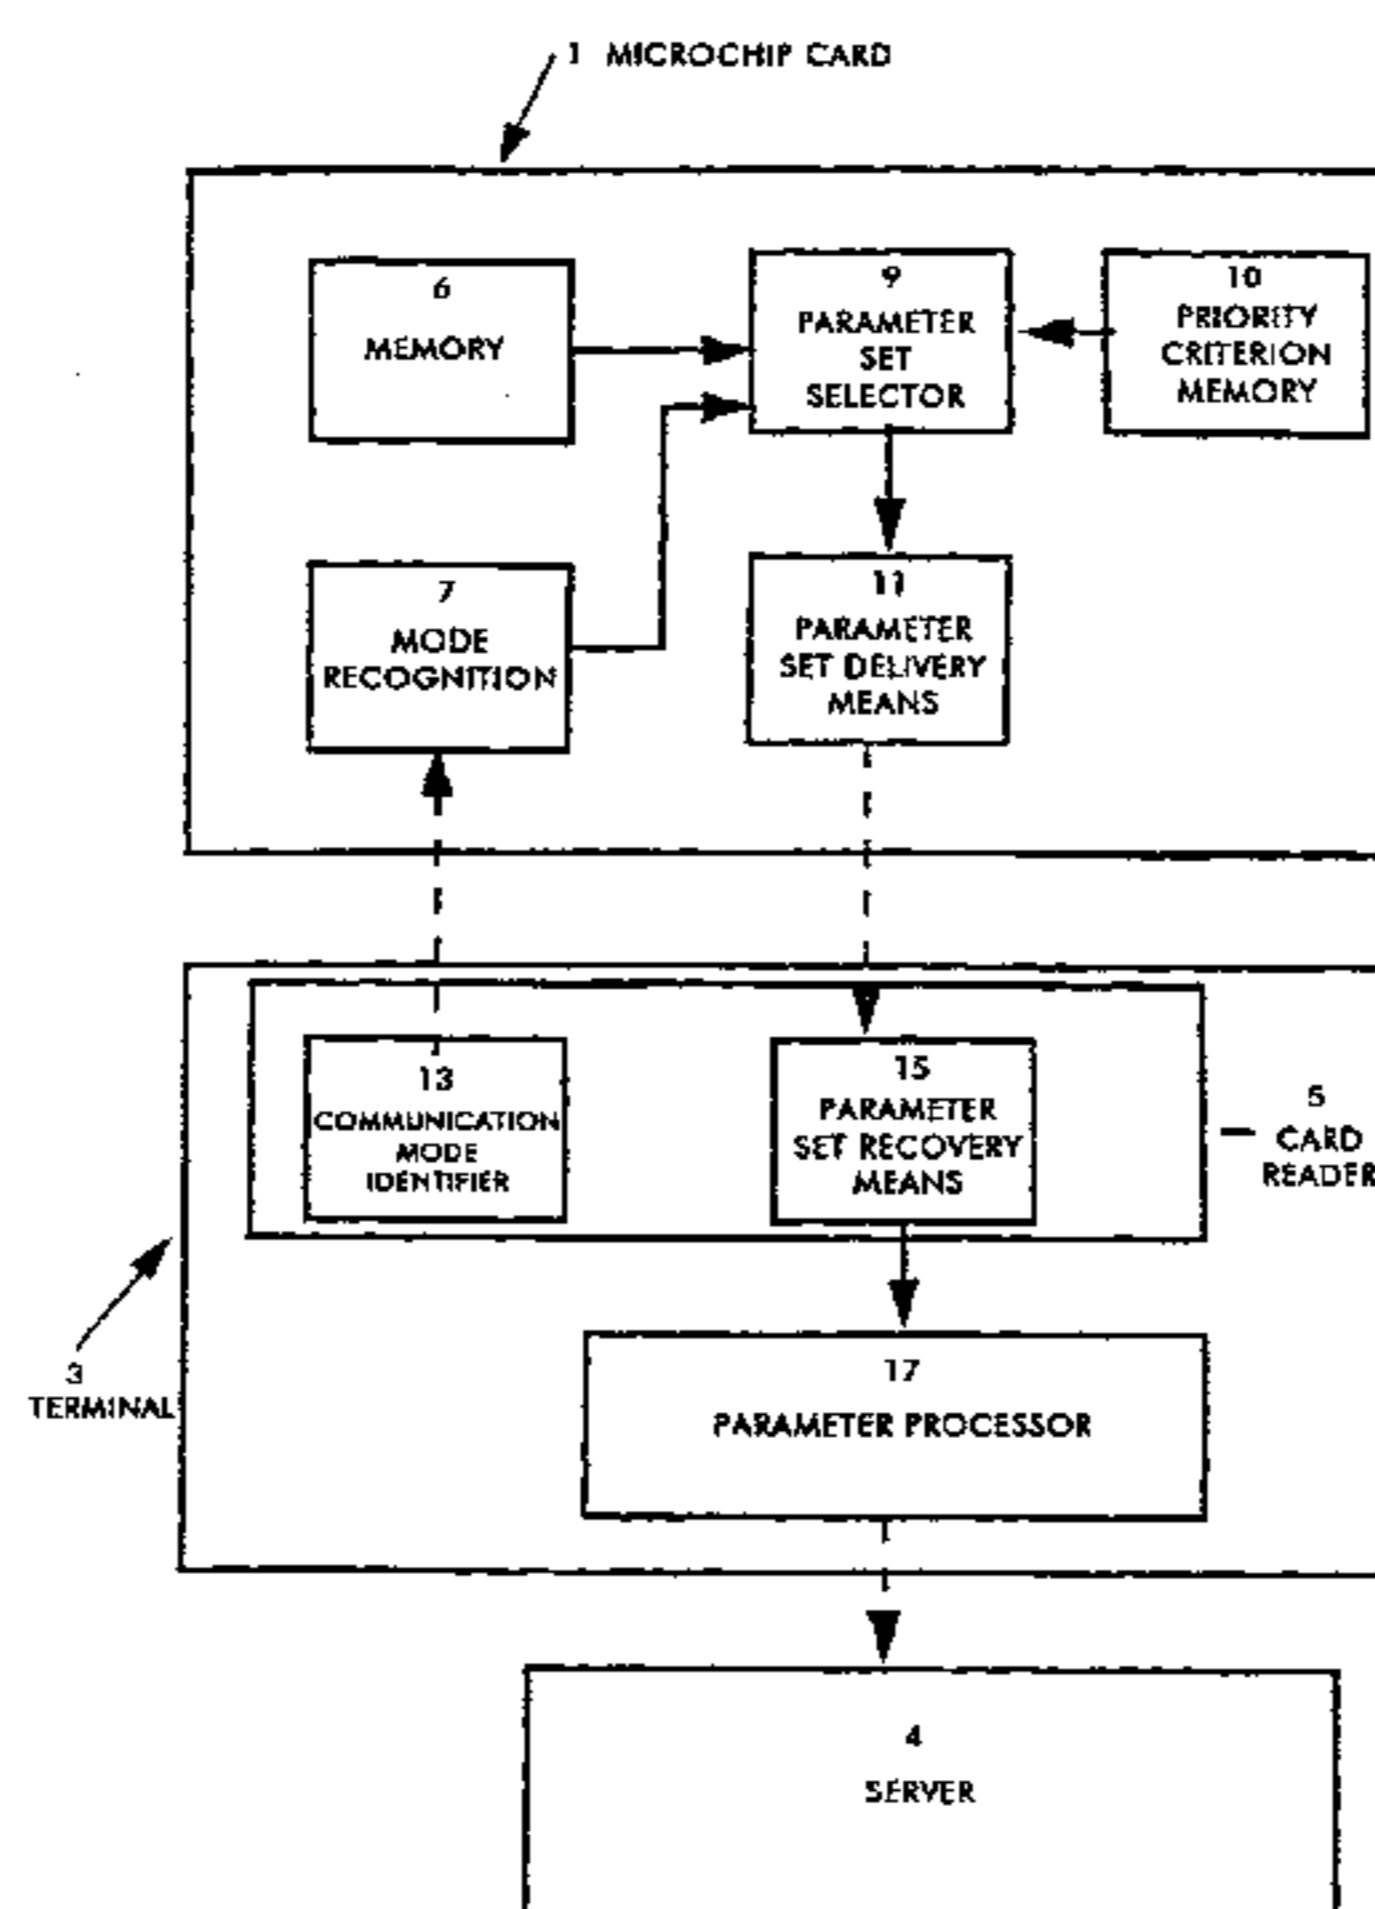 1 MICROCHIP CARD
6
MEMORY
9
PARAMETER
SET
SELECTOR
10
PRIORITY
CRITERION
MEMORY
7
MODE
RECOGNITION
11
PARAMETER
SET DELIVERY
MEANS
13
COMMUNICATION
MODE
IDENTIFIER
15
PARAMETER
SET RECOVERY
MEANS
5
CARD
READER
3
TERMINAL
17
PARAMETER PROCESSOR
4
SERVER